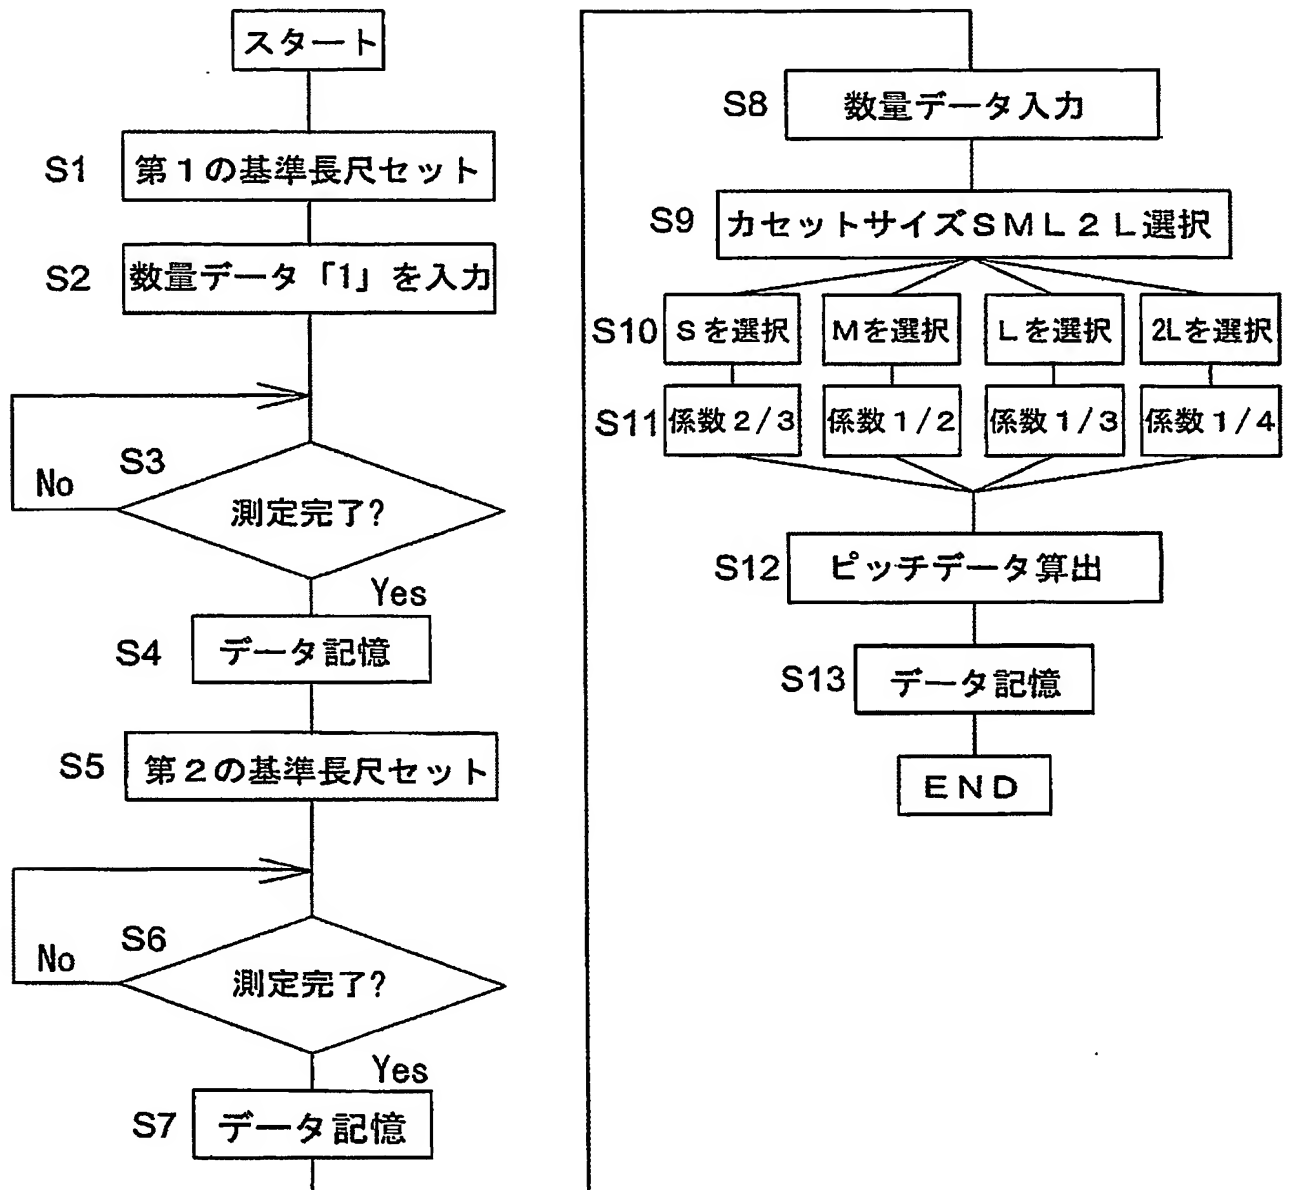 スタート
S1 第1の基準長尺セット
S2 数量データ「1」を入力
S3
No
測定完了?
Yes
S4 データ記憶
S5 第2の基準長尺セット
S6
No
測定完了?
Yes
S7 データ記憶
S8 数量データ入力
S9 カセットサイズSML2L選択
S10 Sを選択 Mを選択 Lを選択 2Lを選択
S11 係数2/3 係数1/2 係数1/3 係数1/4
S12 ピッチデータ算出
S13 データ記憶
END